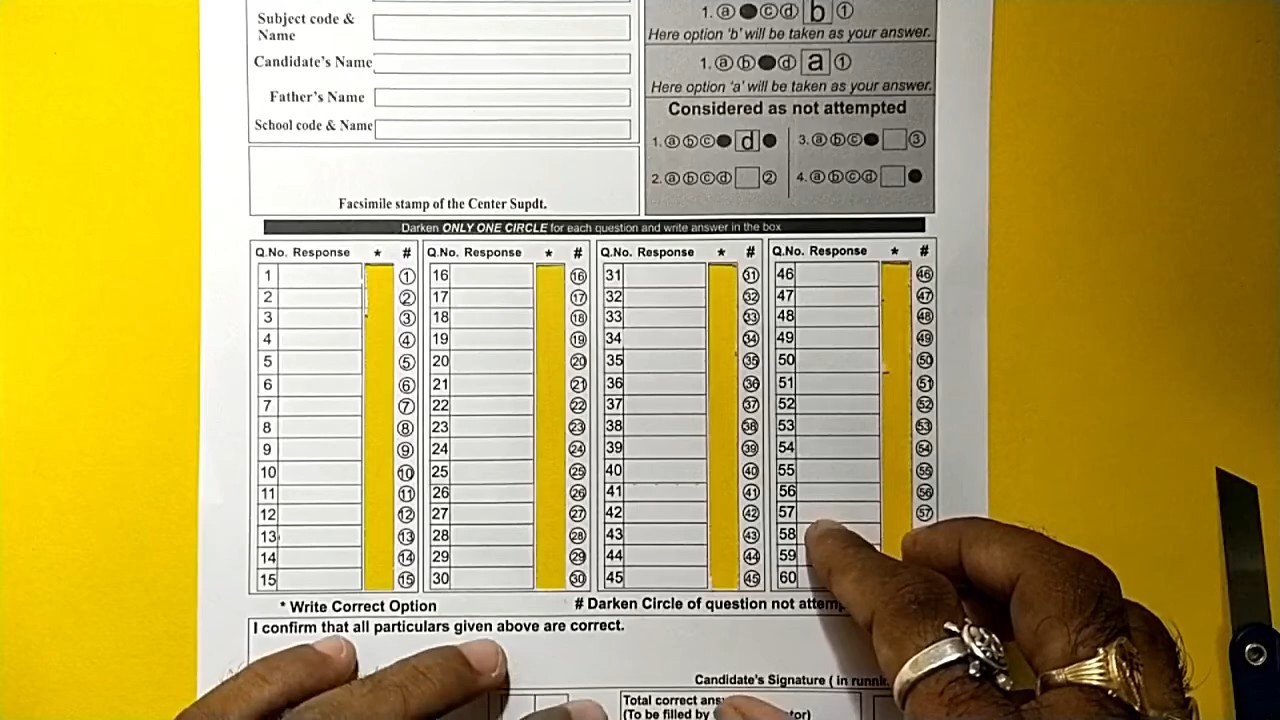 Subject code &
Name
Candidate's Name
Father's Name
School code & Name
Facsimile stamp of the Center Supdt.
1. ⓐ ● ⓒ ⓓ b ①
Here option 'b' will be taken as your answer.
1. ⓐ ⓑ ● ⓓ a ①
Here option 'a' will be taken as your answer.
Considered as not attempted
1. ⓐ ⓑ ⓒ ● d ● 3. ⓐ ⓑ ⓒ ● ③
2. ⓐ ⓑ ⓒ ⓓ ② 4. ⓐ ⓑ ⓒ ⓓ ●
Darken ONLY ONE CIRCLE for each question and write answer in the box
Q.No. Response * # Q.No. Response * # Q.No. Response * # Q.No. Response * #
1 ① 16 ⑯ 31 ㉛ 46 ㊻
2 ② 17 ⑰ 32 ㉜ 47 ㊼
3 ③ 18 ⑱ 33 ㉝ 48 ㊽
4 ④ 19 ⑲ 34 ㉞ 49 ㊾
5 ⑤ 20 ⑳ 35 ㉟ 50 ㊿
6 ⑥ 21 ㉑ 36 ㊱ 51 51
7 ⑦ 22 ㉒ 37 ㊲ 52 52
8 ⑧ 23 ㉓ 38 ㊳ 53 53
9 ⑨ 24 ㉔ 39 ㊴ 54 54
10 ⑩ 25 ㉕ 40 ㊵ 55 55
11 ⑪ 26 ㉖ 41 ㊶ 56 56
12 ⑫ 27 ㉗ 42 ㊷ 57 57
13 ⑬ 28 ㉘ 43 ㊸ 58
14 ⑭ 29 ㉙ 44 ㊹ 59
15 ⑮ 30 ㉚ 45 ㊺ 60
* Write Correct Option # Darken Circle of question not
I confirm that all particulars given above are correct.
Candidate's Signature ( in
Total correct
(To be filled by